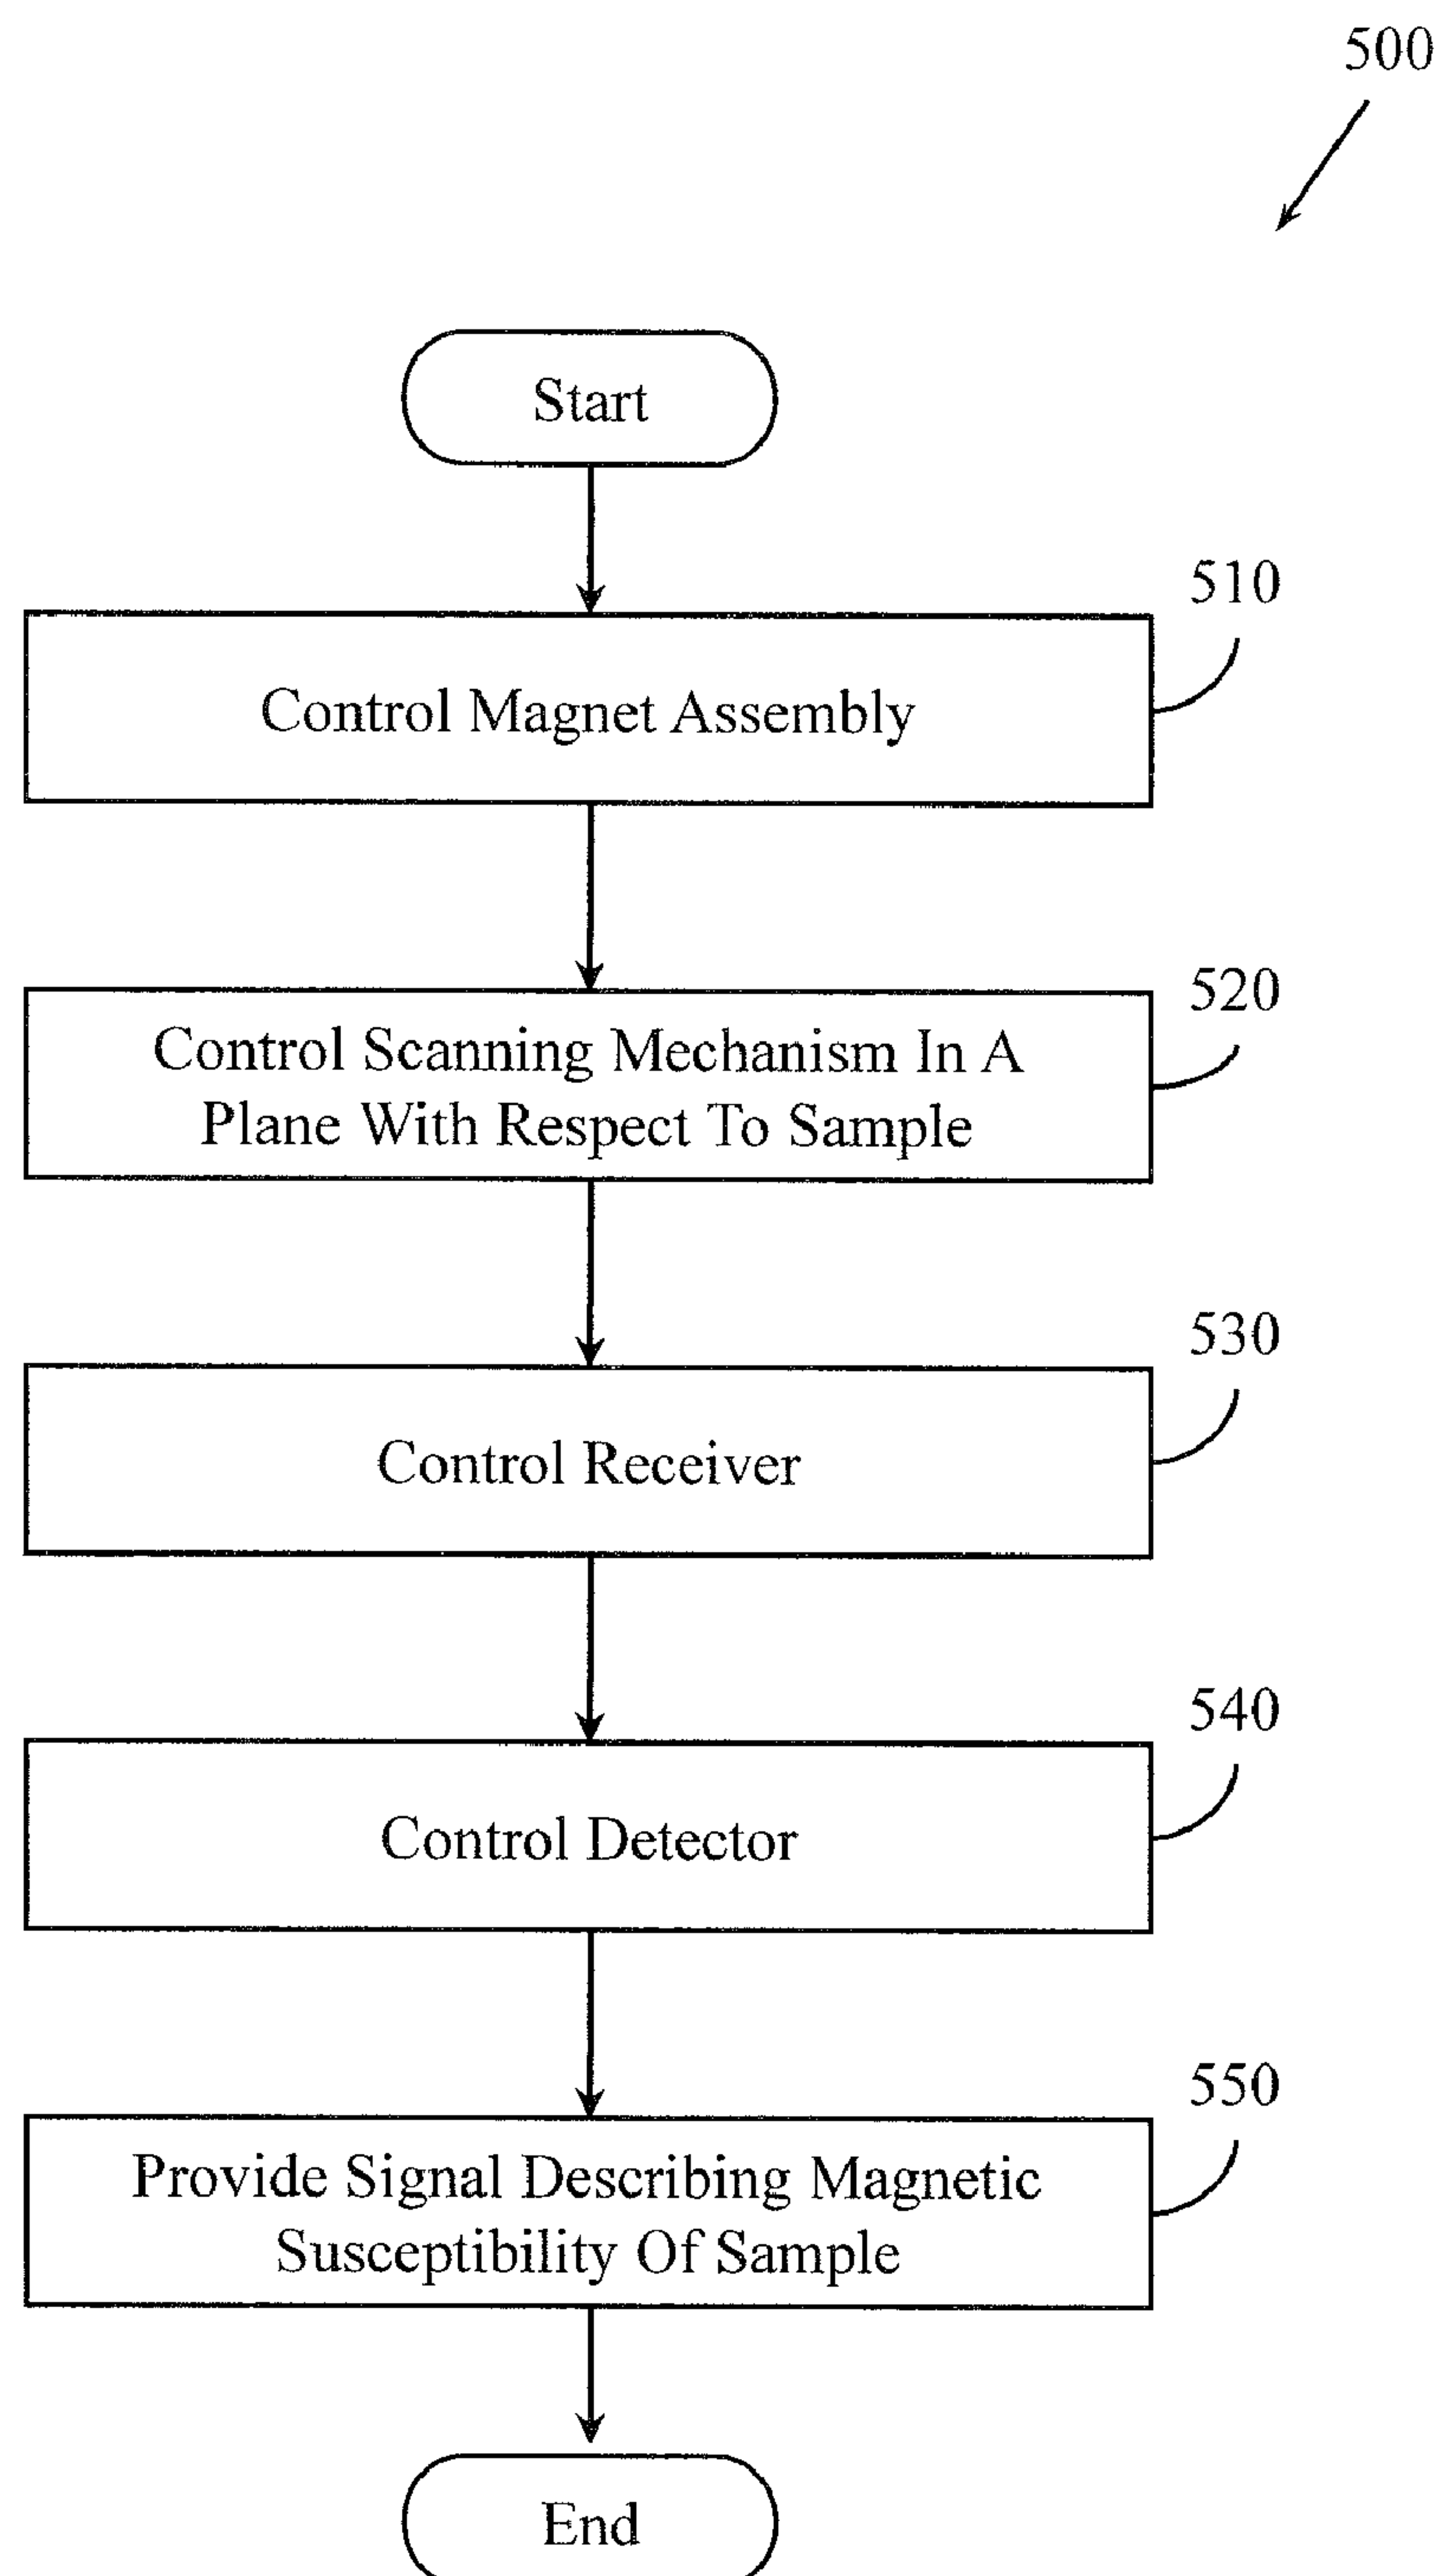 500
Start
510
Control Magnet Assembly
520
Control Scanning Mechanism In A
Plane With Respect To Sample
530
Control Receiver
540
Control Detector
550
Provide Signal Describing Magnetic
Susceptibility Of Sample
End